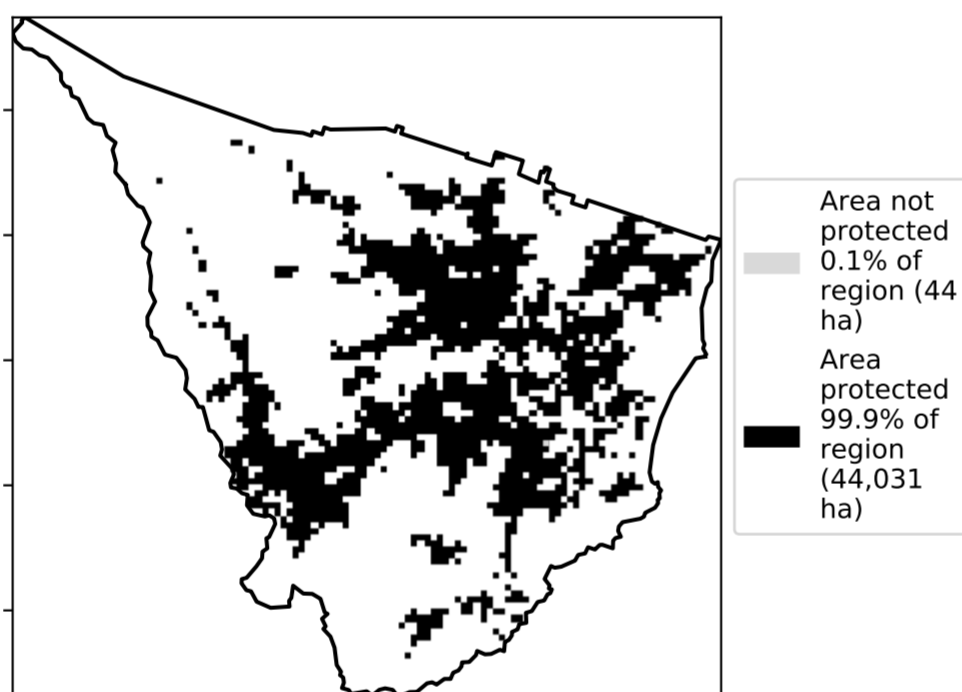 Area not
protected
0.1% of
region (44
ha)
Area
protected
99.9% of
region
(44,031
ha)